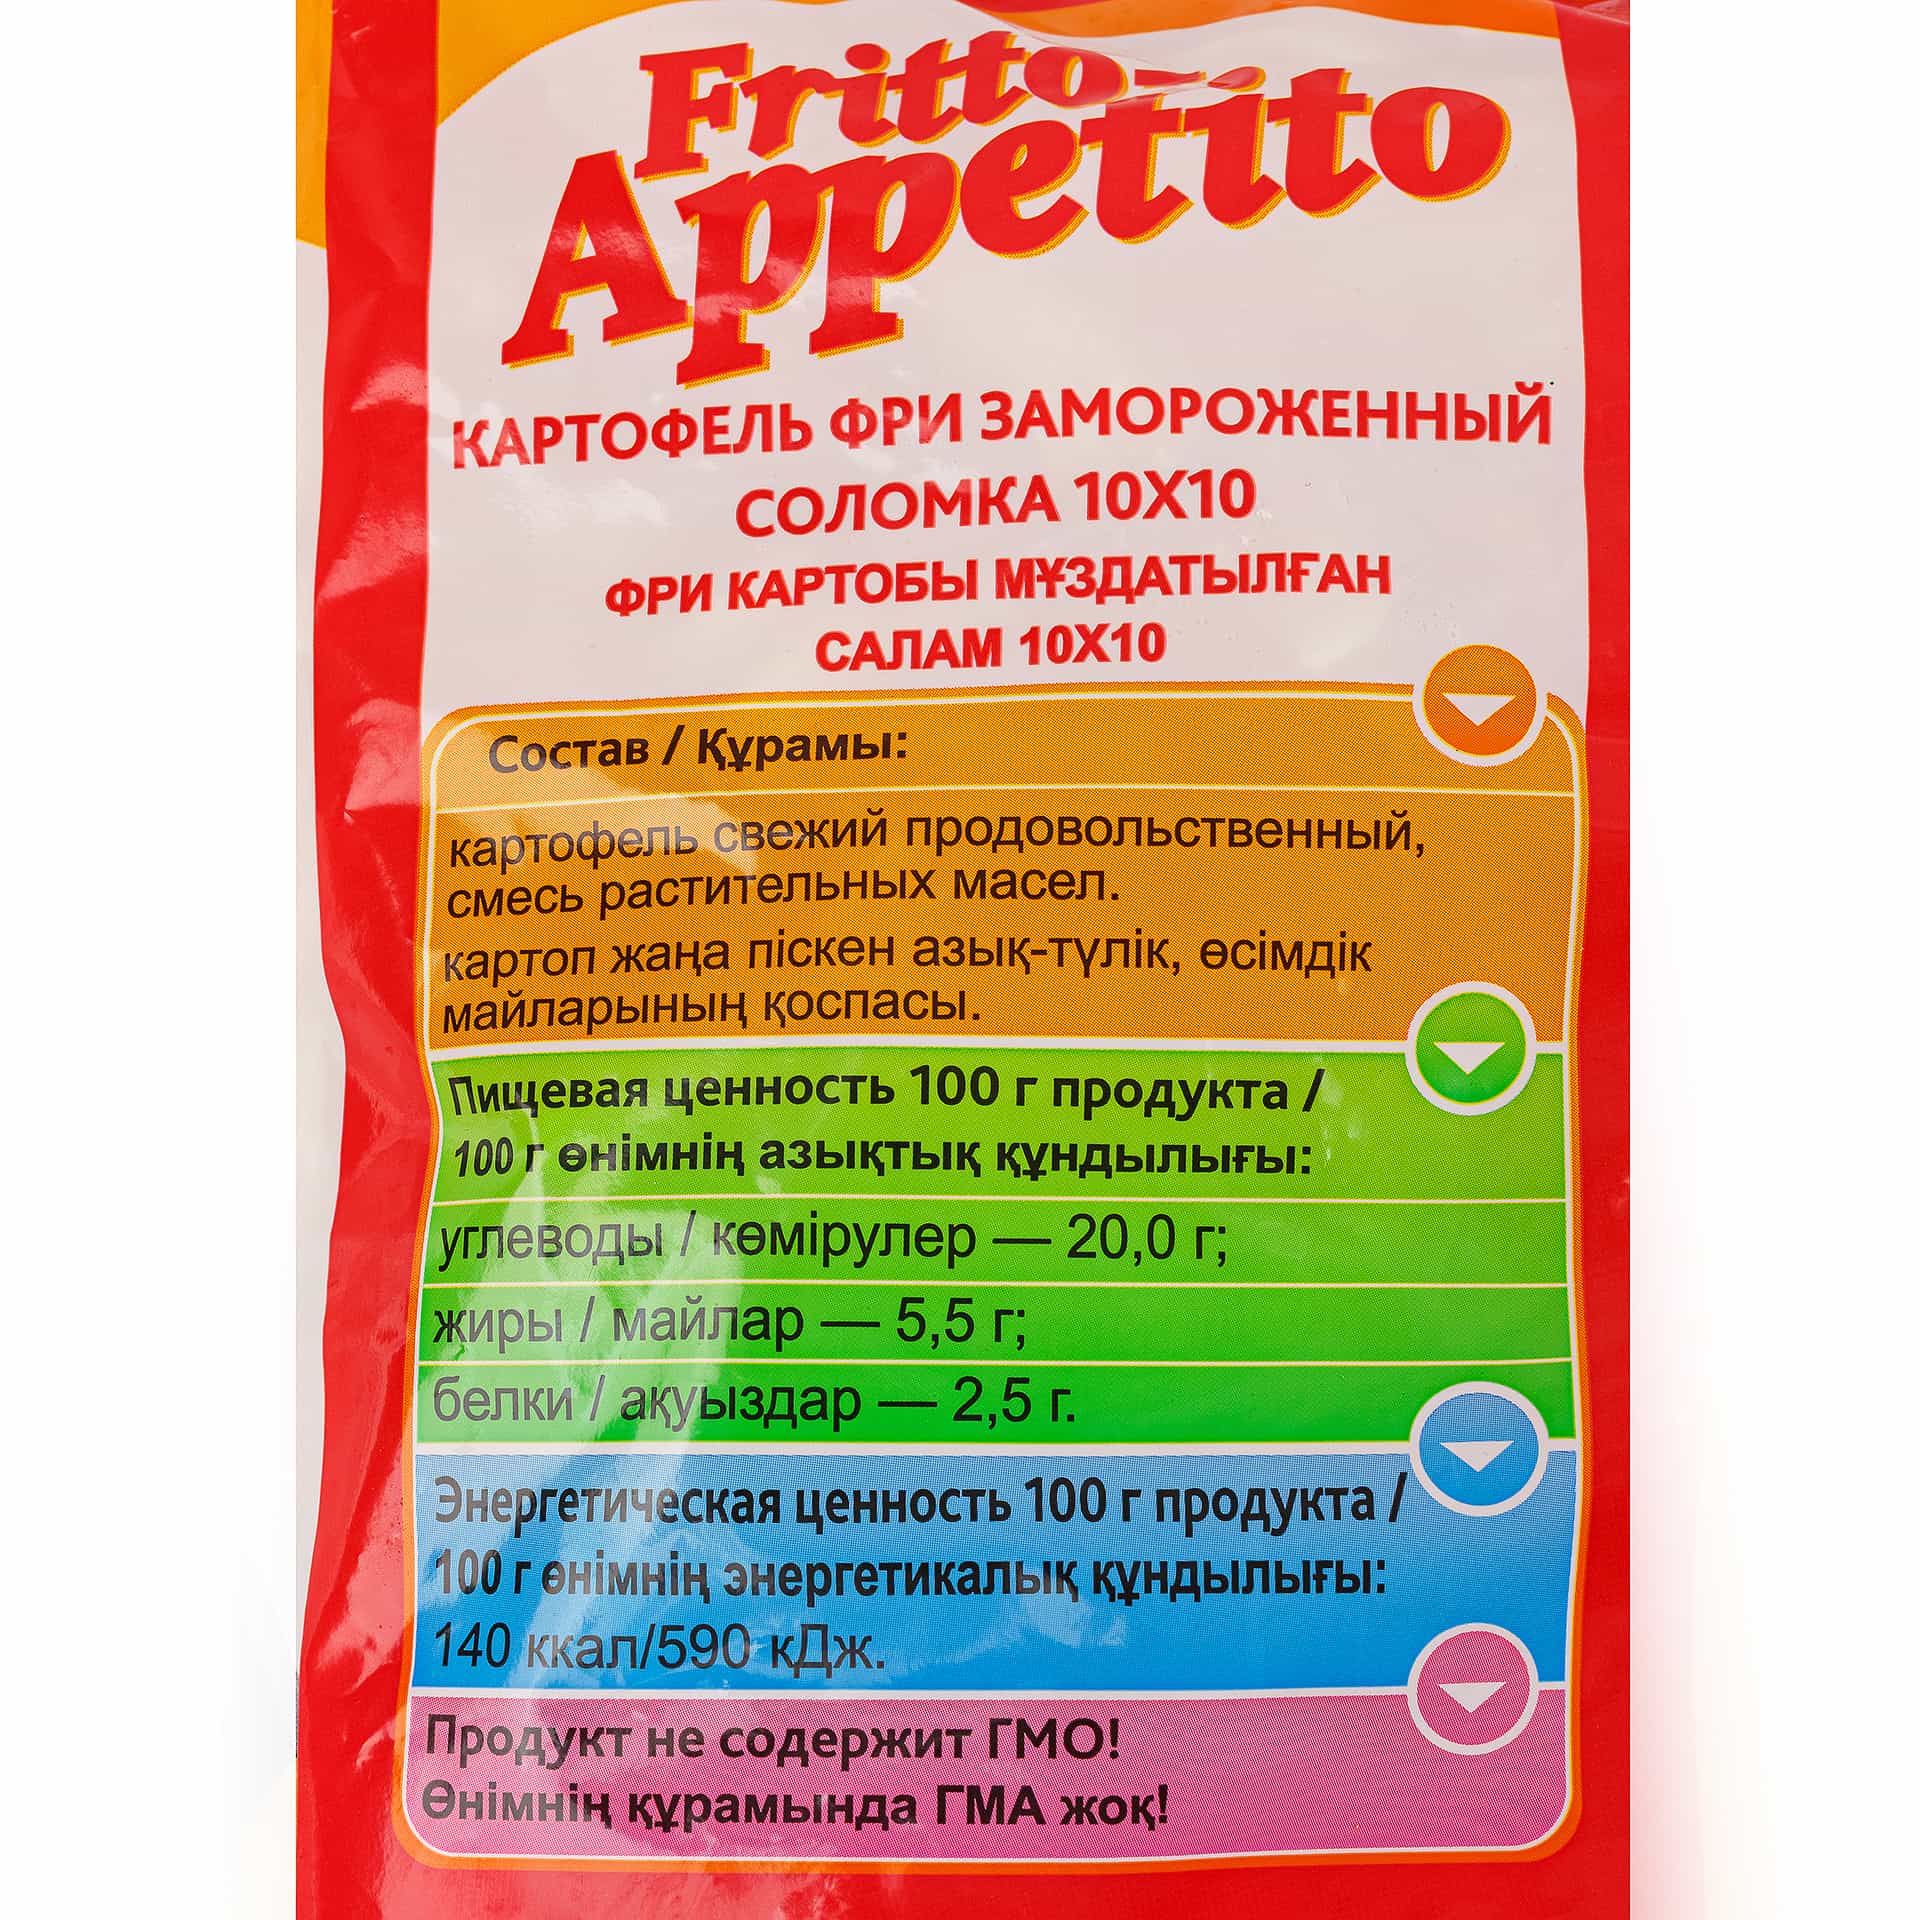 Fritto-
Appetito
КАРТОФЕЛЬ ФРИ ЗАМОРОЖЕННЫЙ
СОЛОМКА 10X10
ФРИ КАРТОБЫ МҰЗДАТЫЛҒАН
САЛАМ 10X10
Состав / Құрамы:
картофель свежий продовольственный,
смесь растительных масел.
картоп жаңа піскен азық-түлік, өсімдік
майларының қоспасы.
Пищевая ценность 100 г продукта /
100 г өнімнің азықтық құндылығы:
углеводы / көмірулер — 20,0 г;
жиры / майлар — 5,5 г;
белки / ақуыздар — 2,5 г.
Энергетическая ценность 100 г продукта /
100 г өнімнің энергетикалық құндылығы:
140 ккал/590 кДж.
Продукт не содержит ГМО!
Өнімнің құрамында ГМА жоқ!